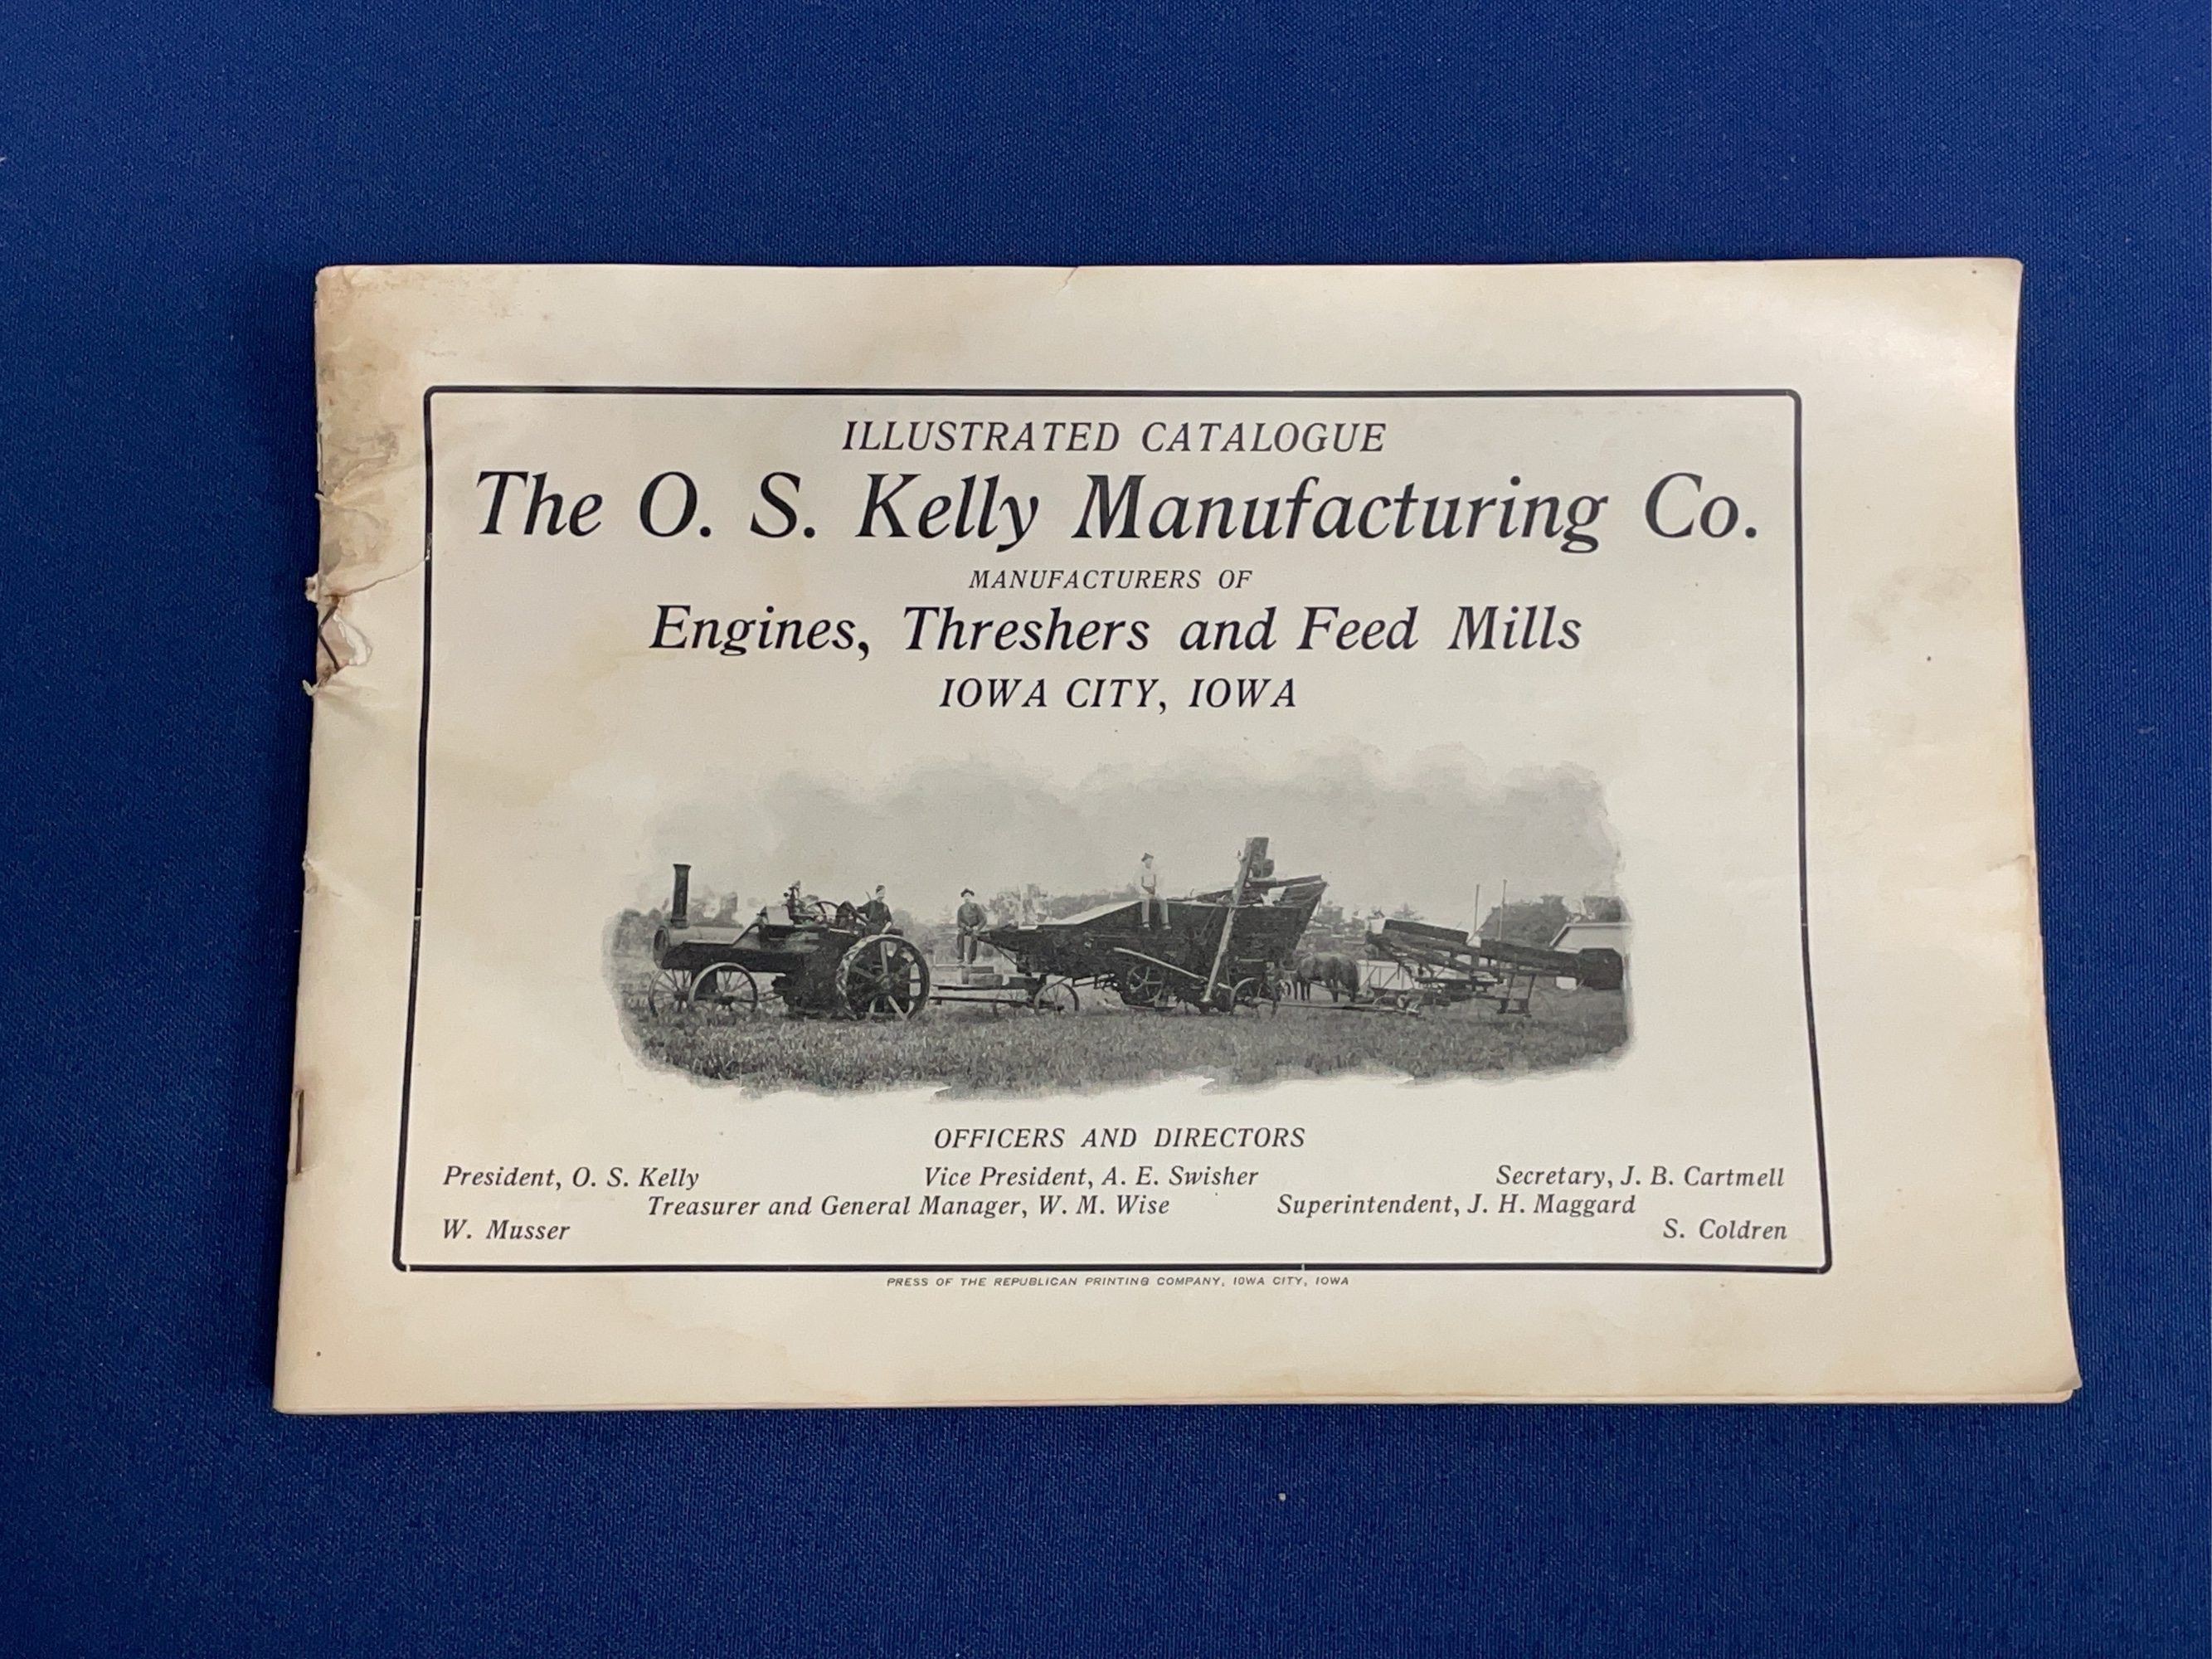 ILLUSTRATED CATALOGUE
The O. S. Kelly Manufacturing Co.
MANUFACTURERS OF
Engines, Threshers and Feed Mills
IOWA CITY, IOWA
OFFICERS AND DIRECTORS
President, O. S. Kelly Vice President, A. E. Swisher Secretary, J. B. Cartmell
Treasurer and General Manager, W. M. Wise Superintendent, J. H. Maggard
W. Musser S. Coldren
PRESS OF THE REPUBLICAN PRINTING COMPANY, IOWA CITY, IOWA